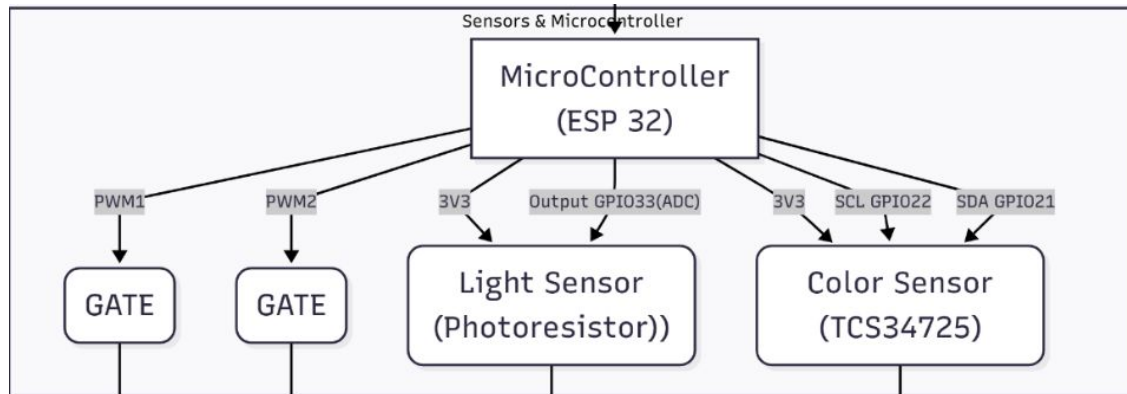 Sensors & Microcontroller
MicroController
(ESP 32)
PWM1
PWM2
3V3
Output GPIO33(ADC)
3V3
SCL GPIO22
SDA GPIO21
GATE
GATE
Light Sensor
(Photoresistor))
Color Sensor
(TCS34725)